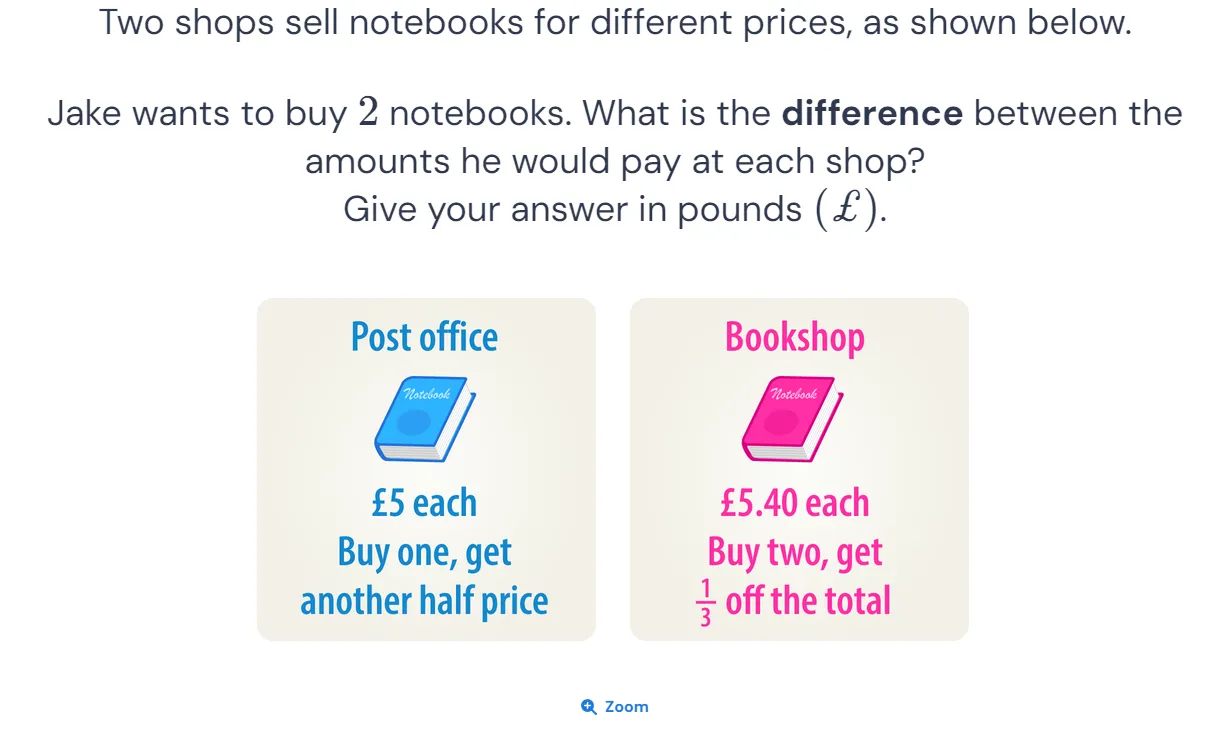 Two shops sell notebooks for different prices, as shown below.
Jake wants to buy 2 notebooks. What is the difference between the
amounts he would pay at each shop?
Give your answer in pounds (£).
Post office
Notebook
£5 each
Buy one, get
another half price
Bookshop
Notebook
£5.40 each
Buy two, get
1/3 off the total
Zoom